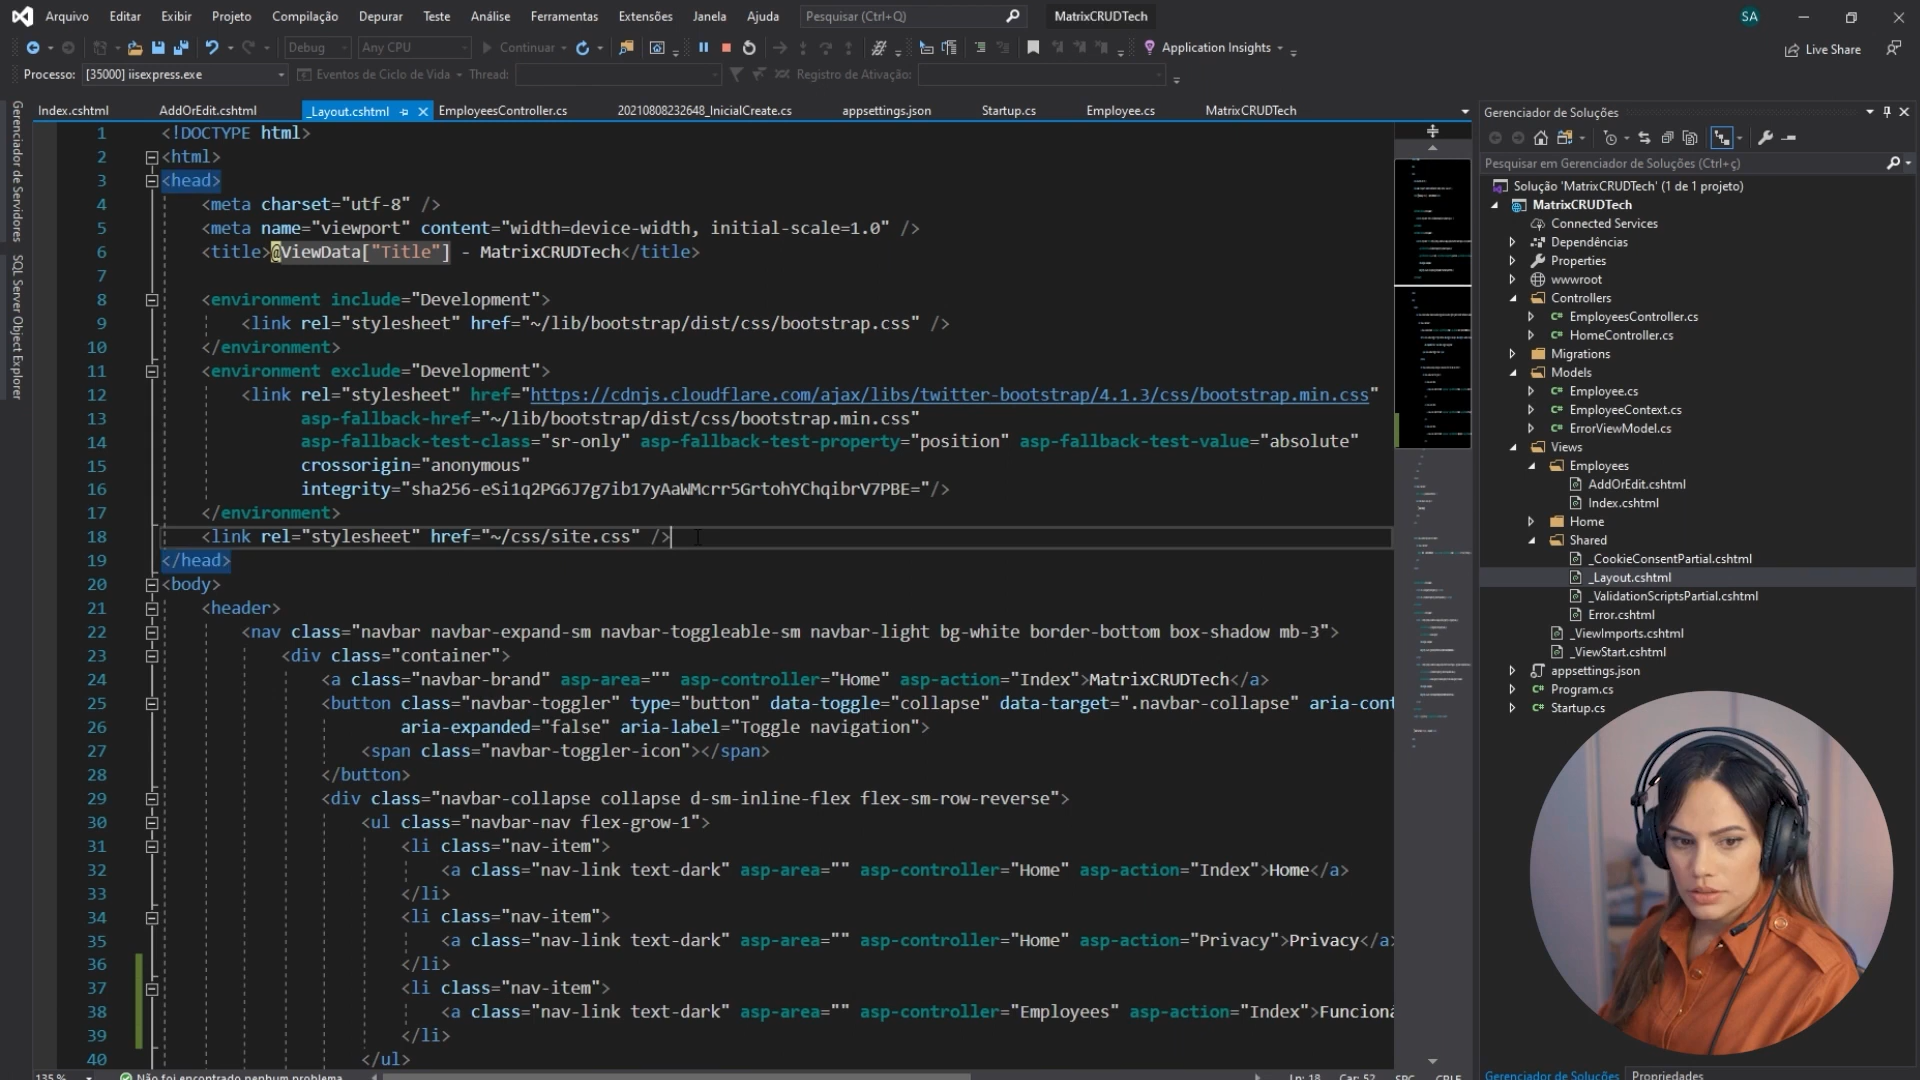 Arquivo Editar Exibir Projeto Compilação Depurar Teste Análise Ferramentas Extensões Janela Ajuda Pesquisar (Ctrl+Q) MatrixCRUDTech SA
Debug Any CPU Continuar Application Insights Live Share
Processo: [35000] iisexpress.exe Eventos de Ciclo de Vida Thread: Registro de Ativação:
Gerenciador de Servidores
SQL Server Object Explorer
Index.cshtml AddOrEdit.cshtml _Layout.cshtml EmployeesController.cs 20210808232648_InicialCreate.cs appsettings.json Startup.cs Employee.cs MatrixCRUDTech
1 <!DOCTYPE html>
2 <html>
3 <head>
4 <meta charset="utf-8" />
5 <meta name="viewport" content="width=device-width, initial-scale=1.0" />
6 <title>@ViewData["Title"] - MatrixCRUDTech</title>
7
8 <environment include="Development">
9 <link rel="stylesheet" href="~/lib/bootstrap/dist/css/bootstrap.css" />
10 </environment>
11 <environment exclude="Development">
12 <link rel="stylesheet" href="https://cdnjs.cloudflare.com/ajax/libs/twitter-bootstrap/4.1.3/css/bootstrap.min.css"
13 asp-fallback-href="~/lib/bootstrap/dist/css/bootstrap.min.css"
14 asp-fallback-test-class="sr-only" asp-fallback-test-property="position" asp-fallback-test-value="absolute"
15 crossorigin="anonymous"
16 integrity="sha256-eSi1q2PG6J7g7ib17yAaWMcrr5GrtohYChqibrV7PBE="/>
17 </environment>
18 <link rel="stylesheet" href="~/css/site.css" />
19 </head>
20 <body>
21 <header>
22 <nav class="navbar navbar-expand-sm navbar-toggleable-sm navbar-light bg-white border-bottom box-shadow mb-3">
23 <div class="container">
24 <a class="navbar-brand" asp-area="" asp-controller="Home" asp-action="Index">MatrixCRUDTech</a>
25 <button class="navbar-toggler" type="button" data-toggle="collapse" data-target=".navbar-collapse" aria-cont
26 aria-expanded="false" aria-label="Toggle navigation">
27 <span class="navbar-toggler-icon"></span>
28 </button>
29 <div class="navbar-collapse collapse d-sm-inline-flex flex-sm-row-reverse">
30 <ul class="navbar-nav flex-grow-1">
31 <li class="nav-item">
32 <a class="nav-link text-dark" asp-area="" asp-controller="Home" asp-action="Index">Home</a>
33 </li>
34 <li class="nav-item">
35 <a class="nav-link text-dark" asp-area="" asp-controller="Home" asp-action="Privacy">Privacy</a>
36 </li>
37 <li class="nav-item">
38 <a class="nav-link text-dark" asp-area="" asp-controller="Employees" asp-action="Index">Funcioná
39 </li>
40 </ul>
135 % Não foi encontrado nenhum problema Ln: 18 Car: 52 SPC CRLF
Gerenciador de Soluções
Pesquisar em Gerenciador de Soluções (Ctrl+ç)
Solução 'MatrixCRUDTech' (1 de 1 projeto)
MatrixCRUDTech
Connected Services
Dependências
Properties
wwwroot
Controllers
C# EmployeesController.cs
C# HomeController.cs
Migrations
Models
C# Employee.cs
C# EmployeeContext.cs
C# ErrorViewModel.cs
Views
Employees
AddOrEdit.cshtml
Index.cshtml
Home
Shared
_CookieConsentPartial.cshtml
_Layout.cshtml
_ValidationScriptsPartial.cshtml
Error.cshtml
_ViewImports.cshtml
_ViewStart.cshtml
appsettings.json
C# Program.cs
C# Startup.cs
Gerenciador de Soluções Propriedades